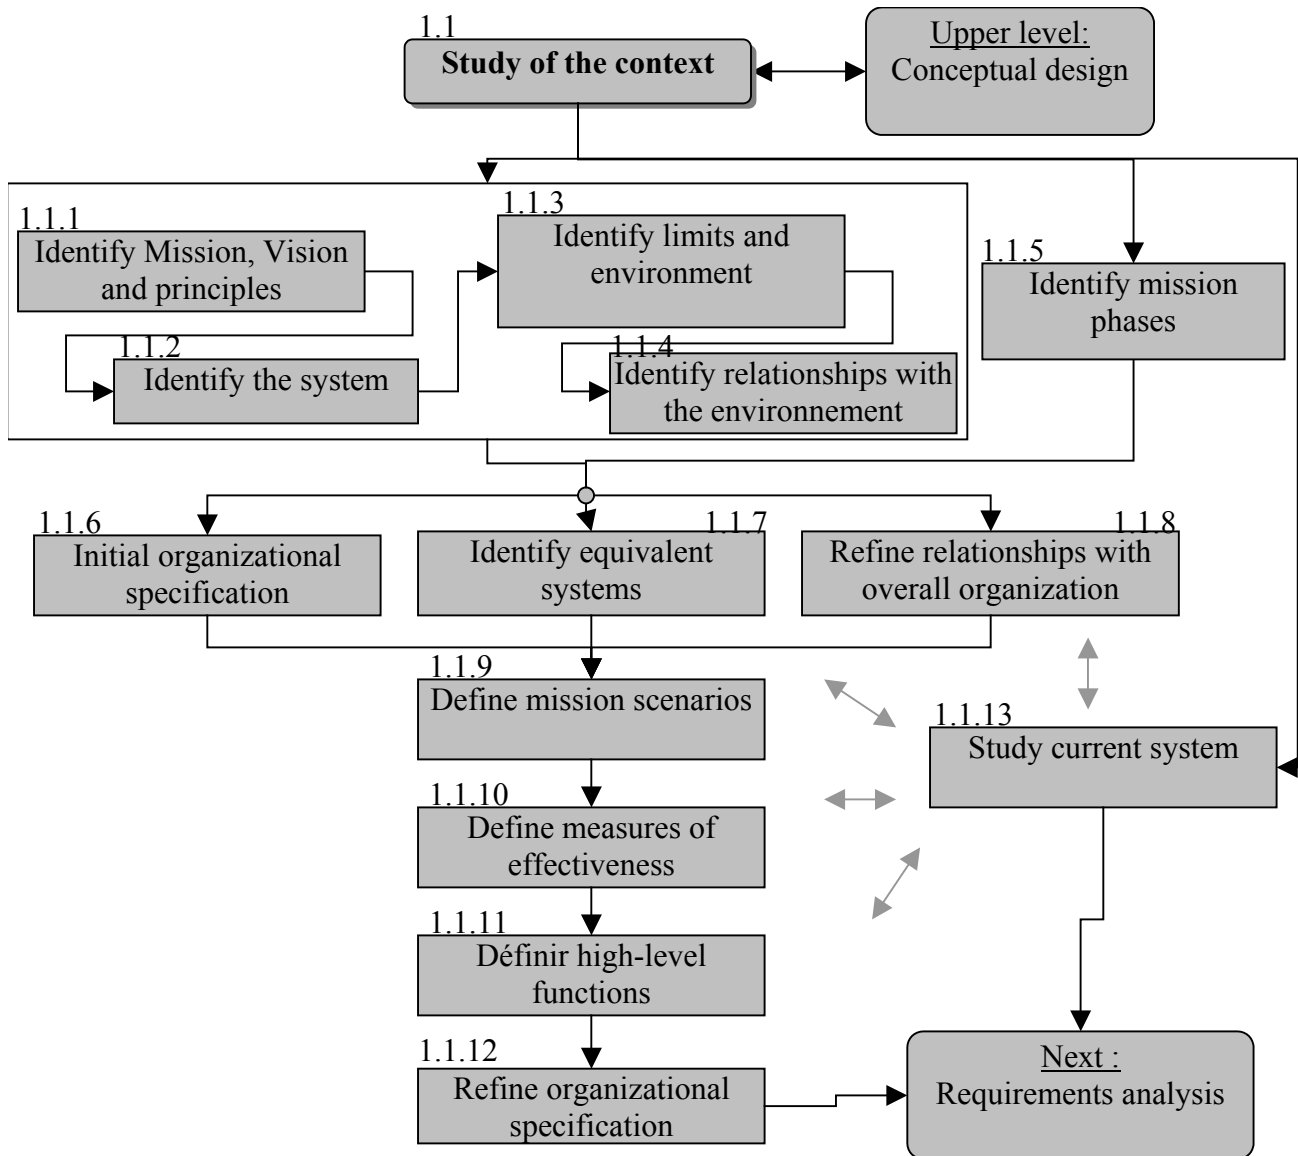 1.1
Study of the context
Upper level:
Conceptual design
1.1.1
Identify Mission, Vision
and principles
1.1.2
Identify the system
1.1.3
Identify limits and
environment
1.1.4
Identify relationships with
the environnement
1.1.5
Identify mission
phases
1.1.6
Initial organizational
specification
1.1.7
Identify equivalent
systems
1.1.8
Refine relationships with
overall organization
1.1.9
Define mission scenarios
1.1.10
Define measures of
effectiveness
1.1.11
Définir high-level
functions
1.1.12
Refine organizational
specification
1.1.13
Study current system
Next :
Requirements analysis